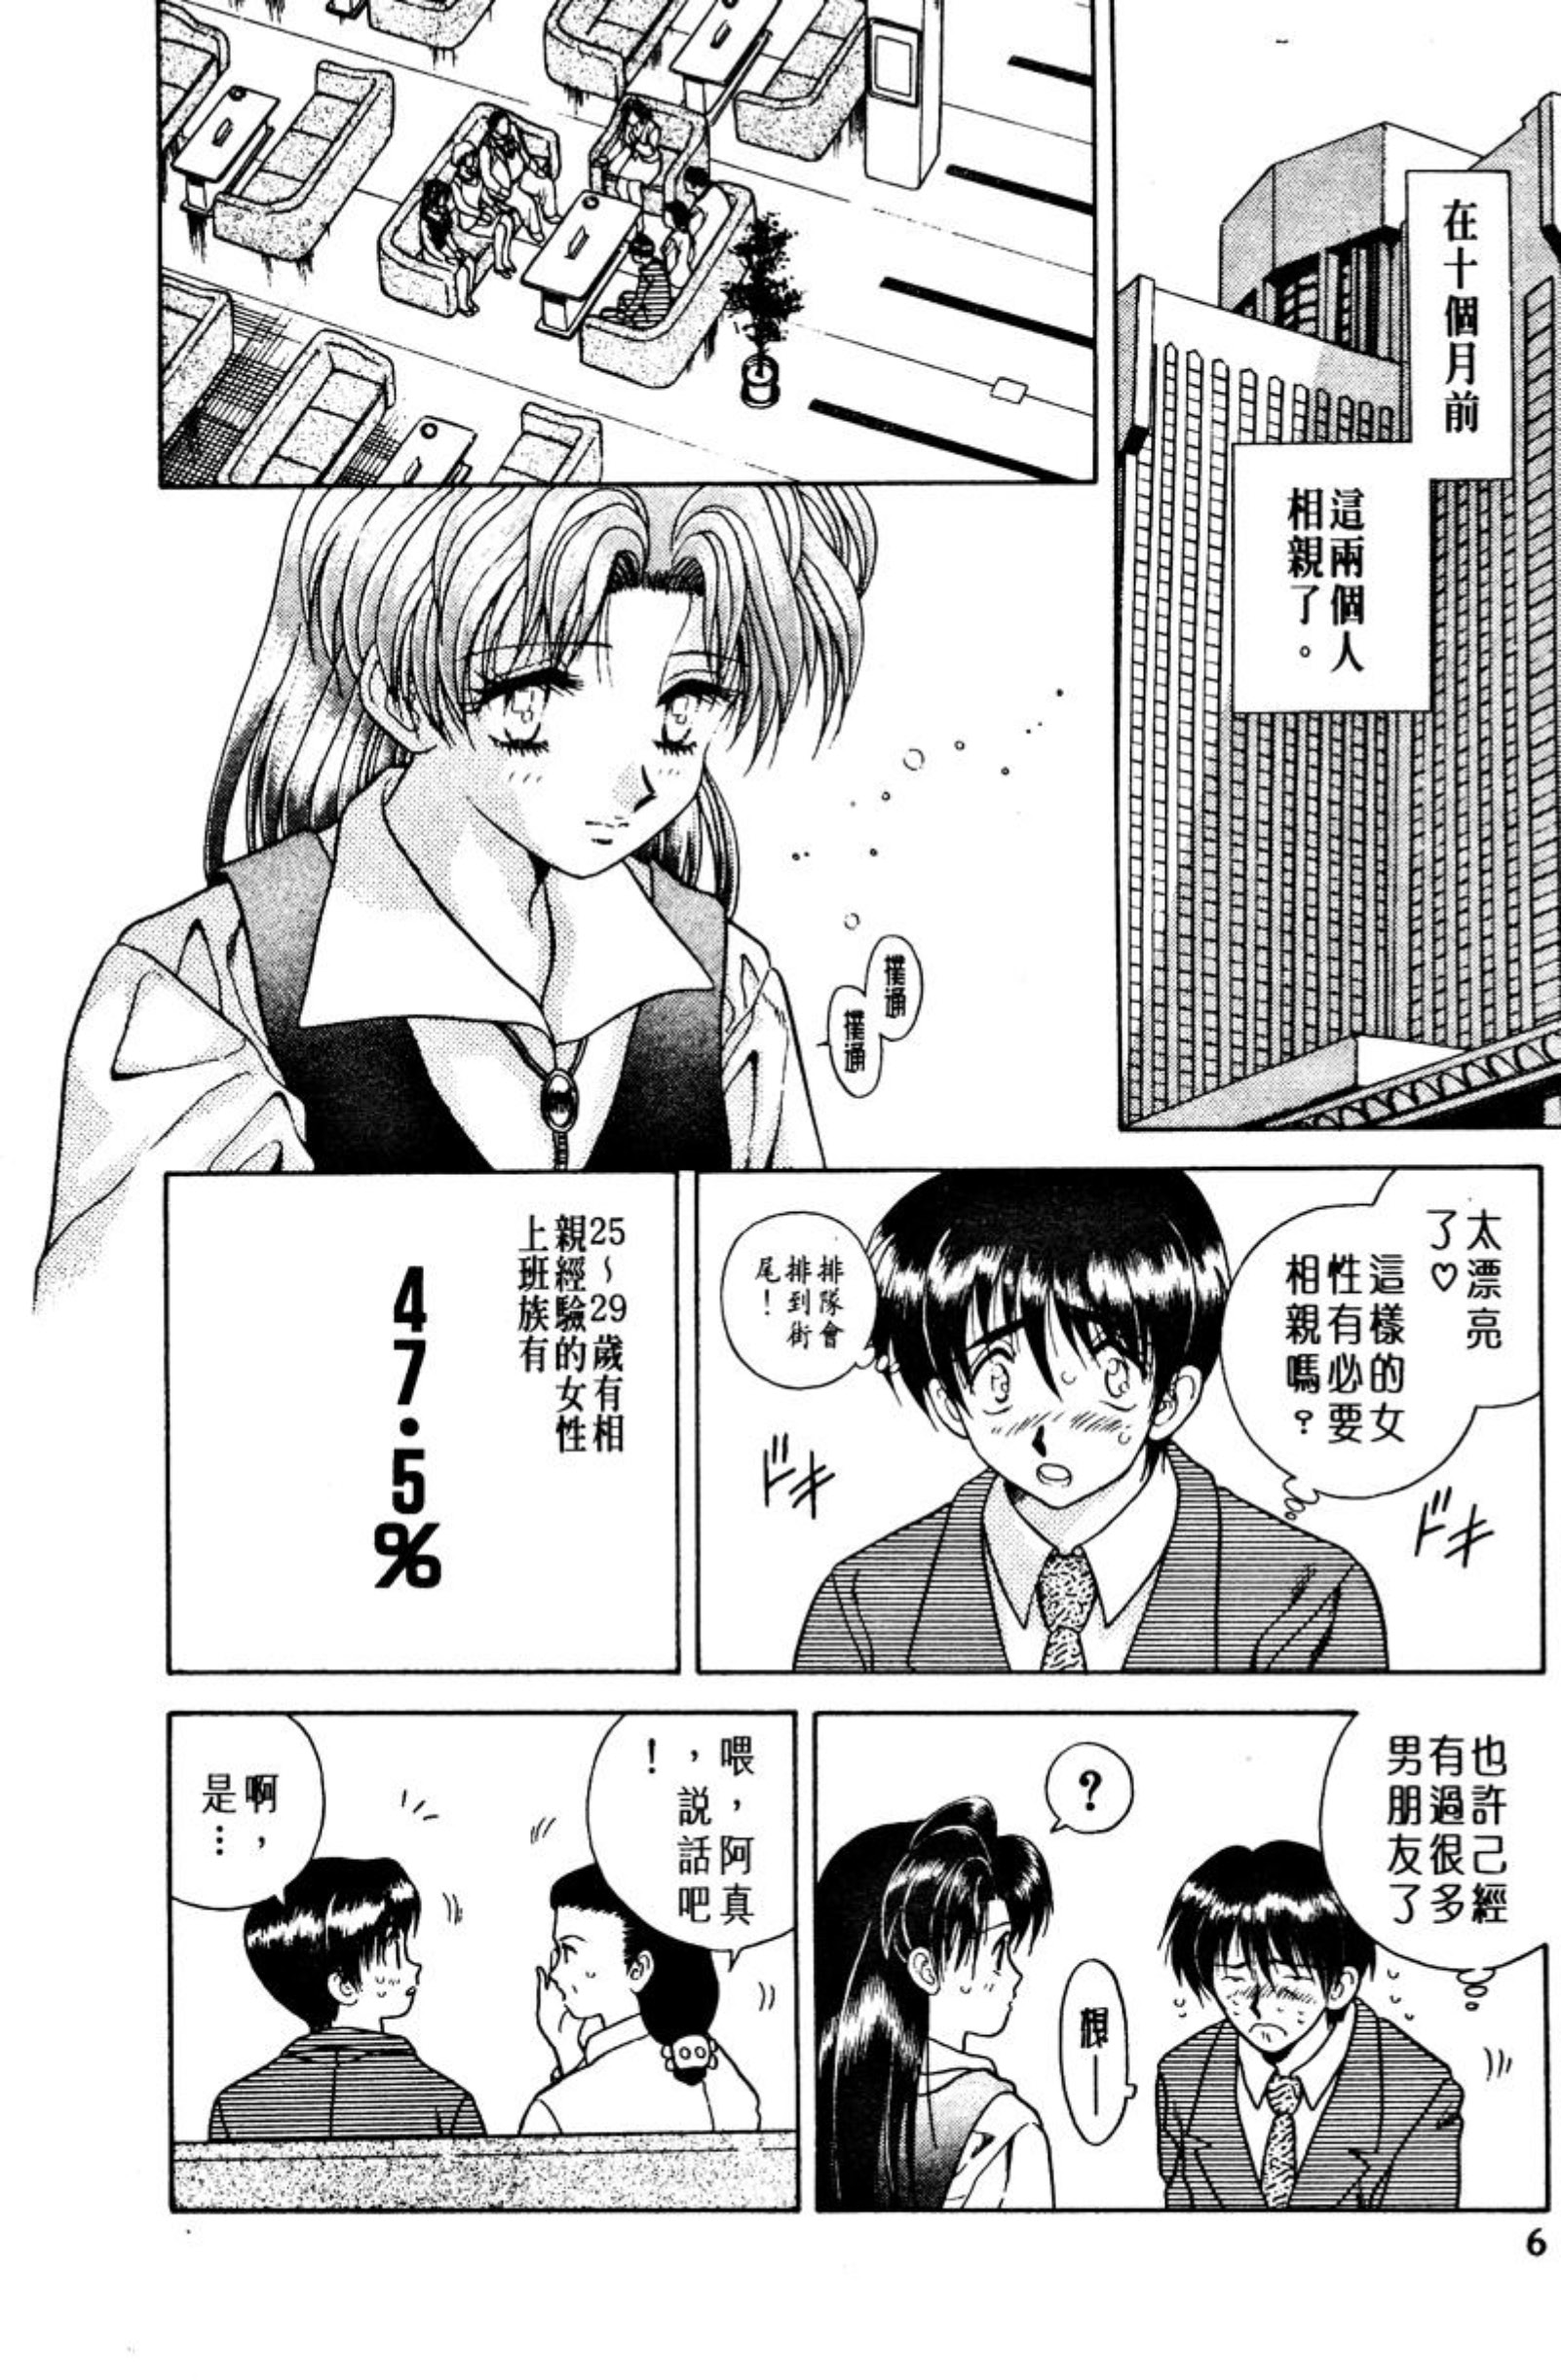 在十個月前
這兩個人
相親了。
撲通
撲通
太漂亮
了♡
這樣的女
性有必要
相親嗎？
排隊會
排到街
尾！
ドキ
ドキ
25～29歲有相
親經驗的女性
上班族有
47.5%
也許己經
有過很多
男朋友了
？
想——
喂，阿真
，說話吧
！
啊，
是…
6